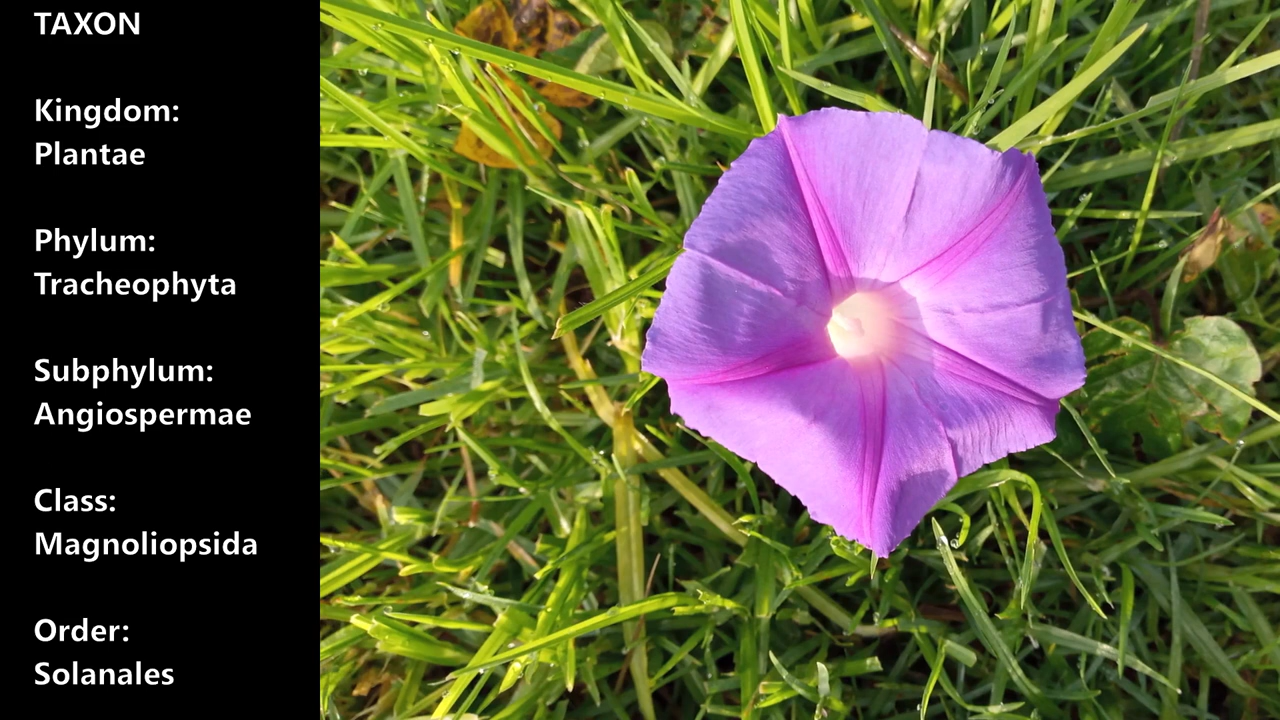 TAXON
Kingdom:
Plantae
Phylum:
Tracheophyta
Subphylum:
Angiospermae
Class:
Magnoliopsida
Order:
Solanales